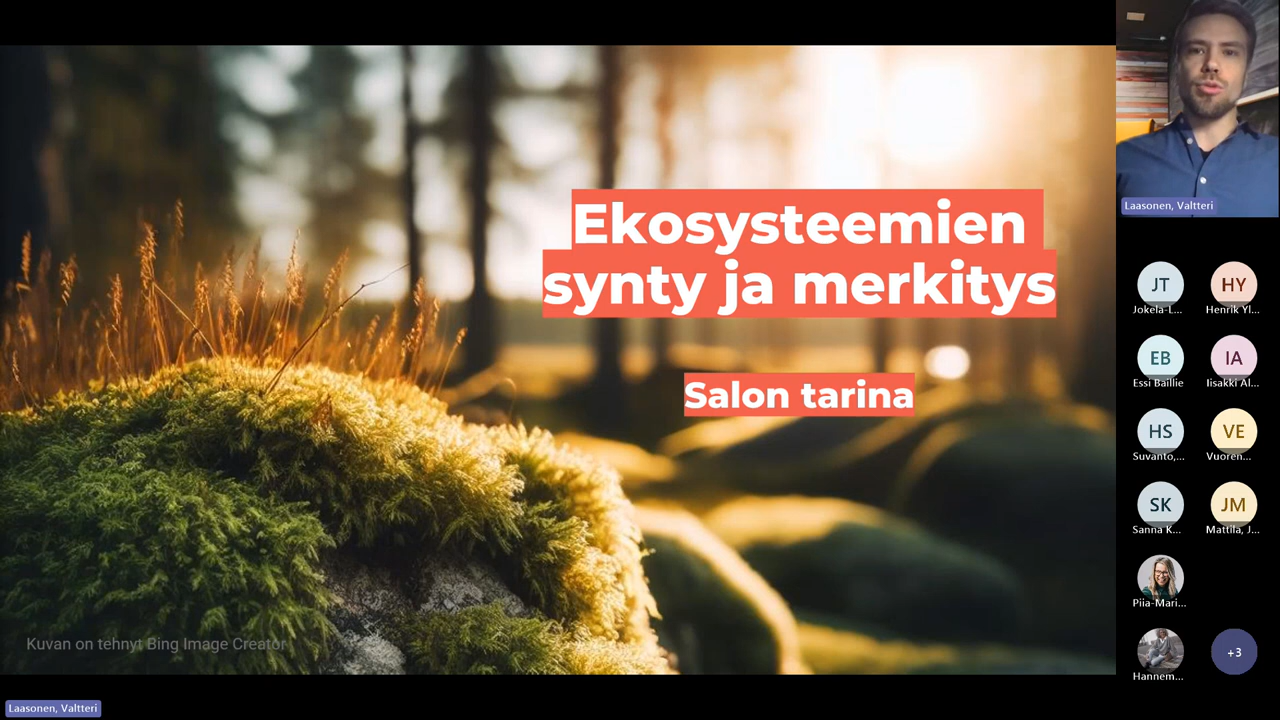 Ekosysteemien
synty ja merkitys
Salon tarina
Kuvan on tehnyt Bing Image Creator
Laasonen, Valtteri
Laasonen, Valtteri
JT
HY
Jokela-L...
Henrik Yl...
EB
IA
Essi Baillie
Iisakki Al...
HS
VE
Suvanto,...
Vuoren...
SK
JM
Sanna K...
Mattila, J...
Piia-Mari...
Hannem...
+3